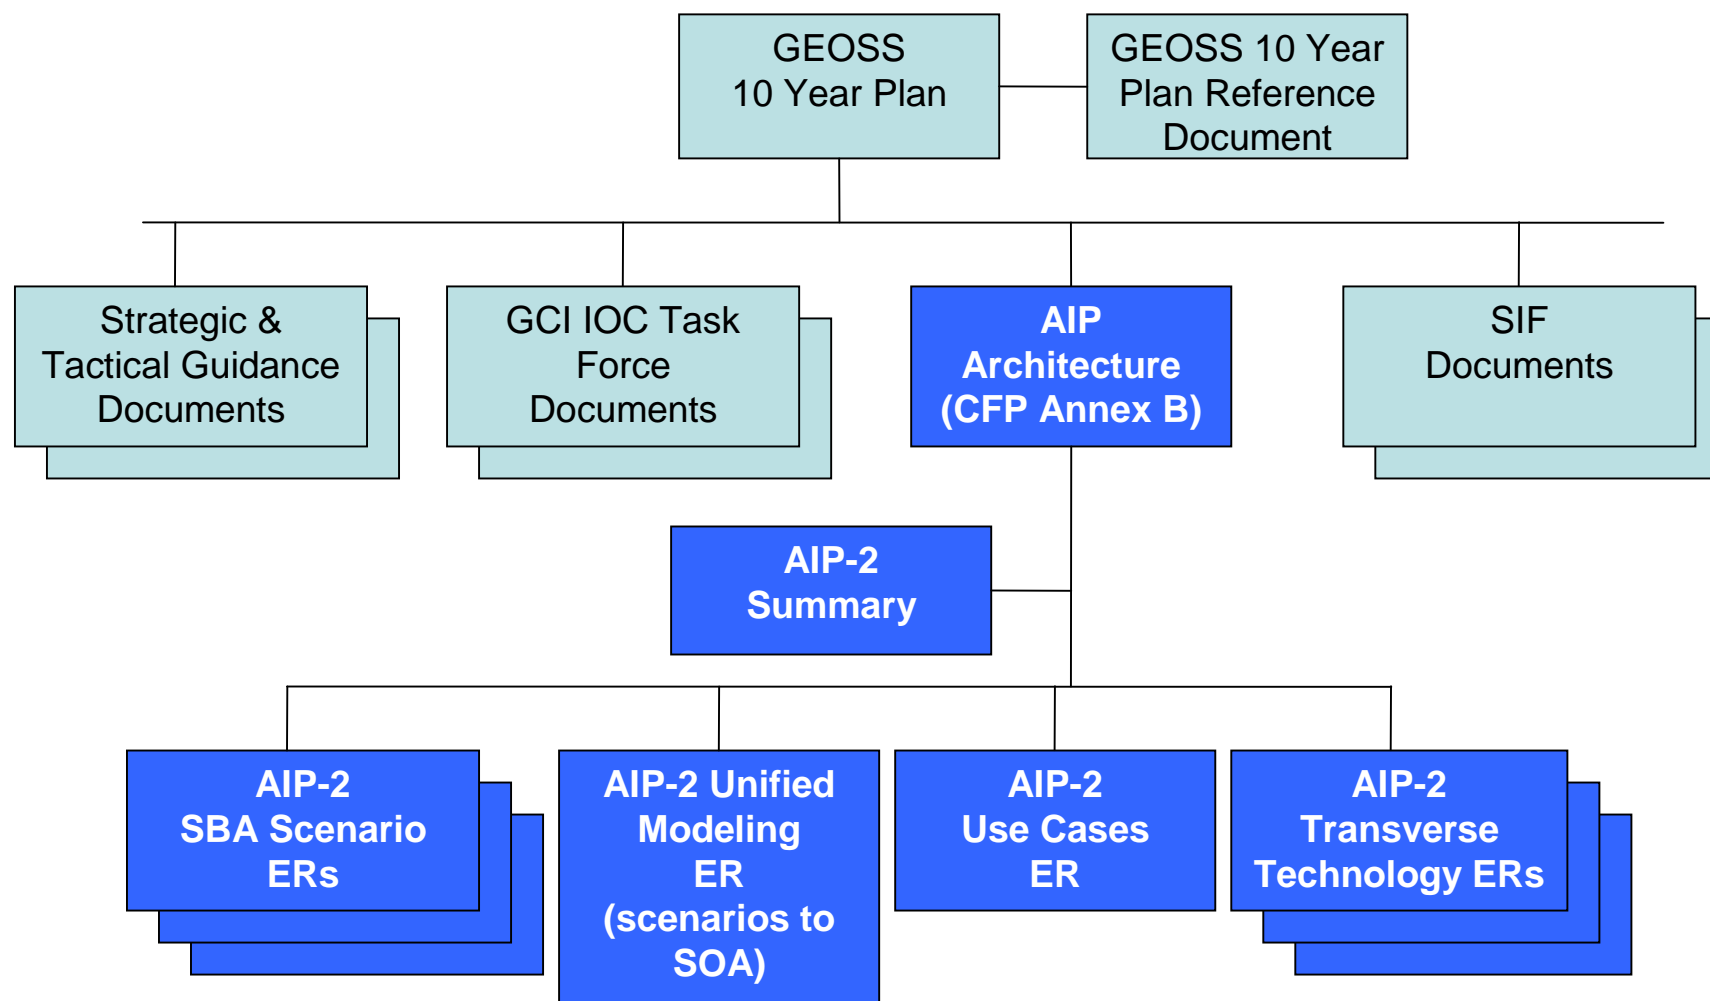 GEOSS
10 Year Plan
GEOSS 10 Year
Plan Reference
Document
Strategic &
Tactical Guidance
Documents
GCI IOC Task
Force
Documents
AIP
Architecture
(CFP Annex B)
SIF
Documents
AIP-2
Summary
AIP-2
SBA Scenario
ERs
AIP-2 Unified
Modeling
ER
(scenarios to
SOA)
AIP-2
Use Cases
ER
AIP-2
Transverse
Technology ERs